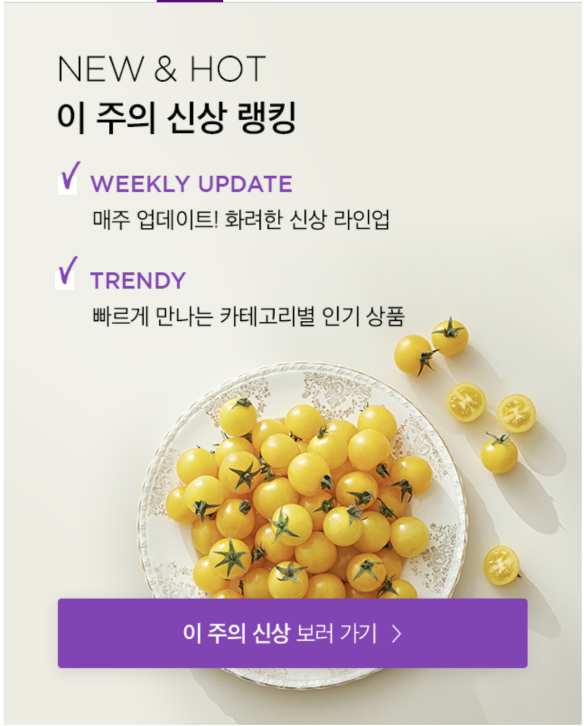 NEW & HOT
이 주의 신상 랭킹
WEEKLY UPDATE
매주 업데이트! 화려한 신상 라인업
TRENDY
빠르게 만나는 카테고리별 인기 상품
이 주의 신상 보러 가기 >